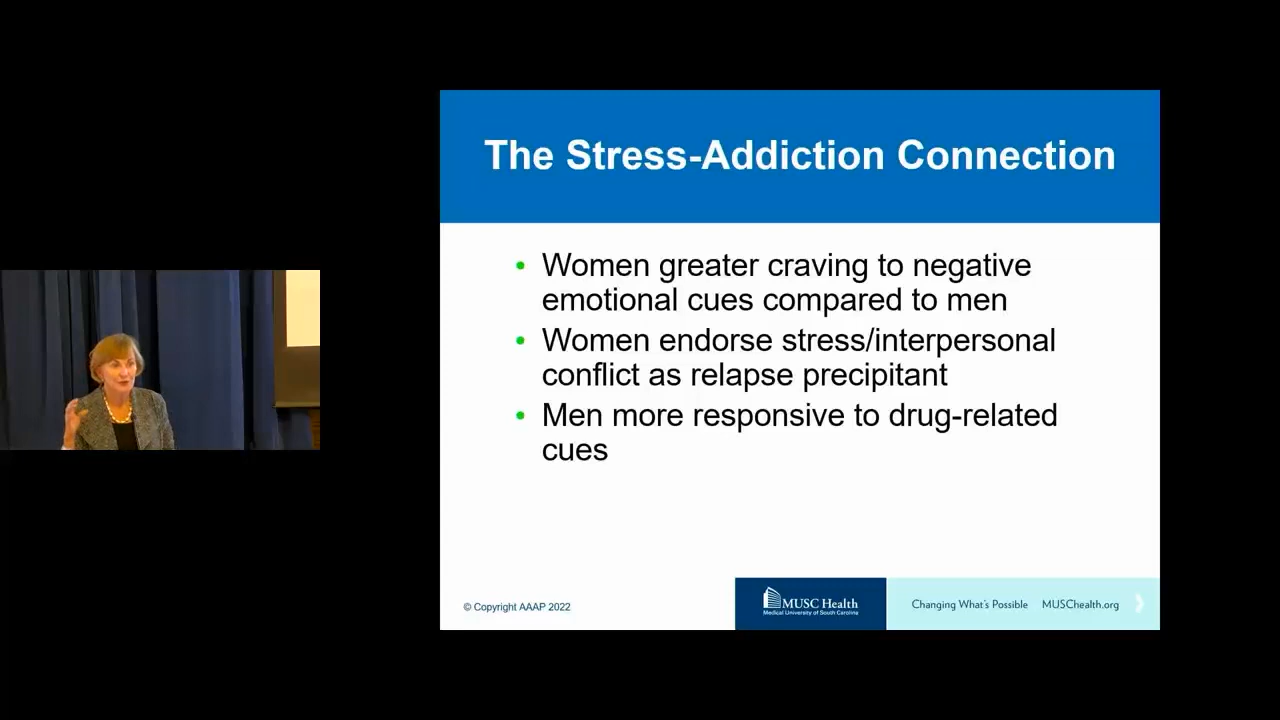 The Stress-Addiction Connection
• Women greater craving to negative
emotional cues compared to men
• Women endorse stress/interpersonal
conflict as relapse precipitant
• Men more responsive to drug-related
cues
© Copyright AAAP 2022
MUSC Health
Medical University of South Carolina
Changing What's Possible MUSChealth.org